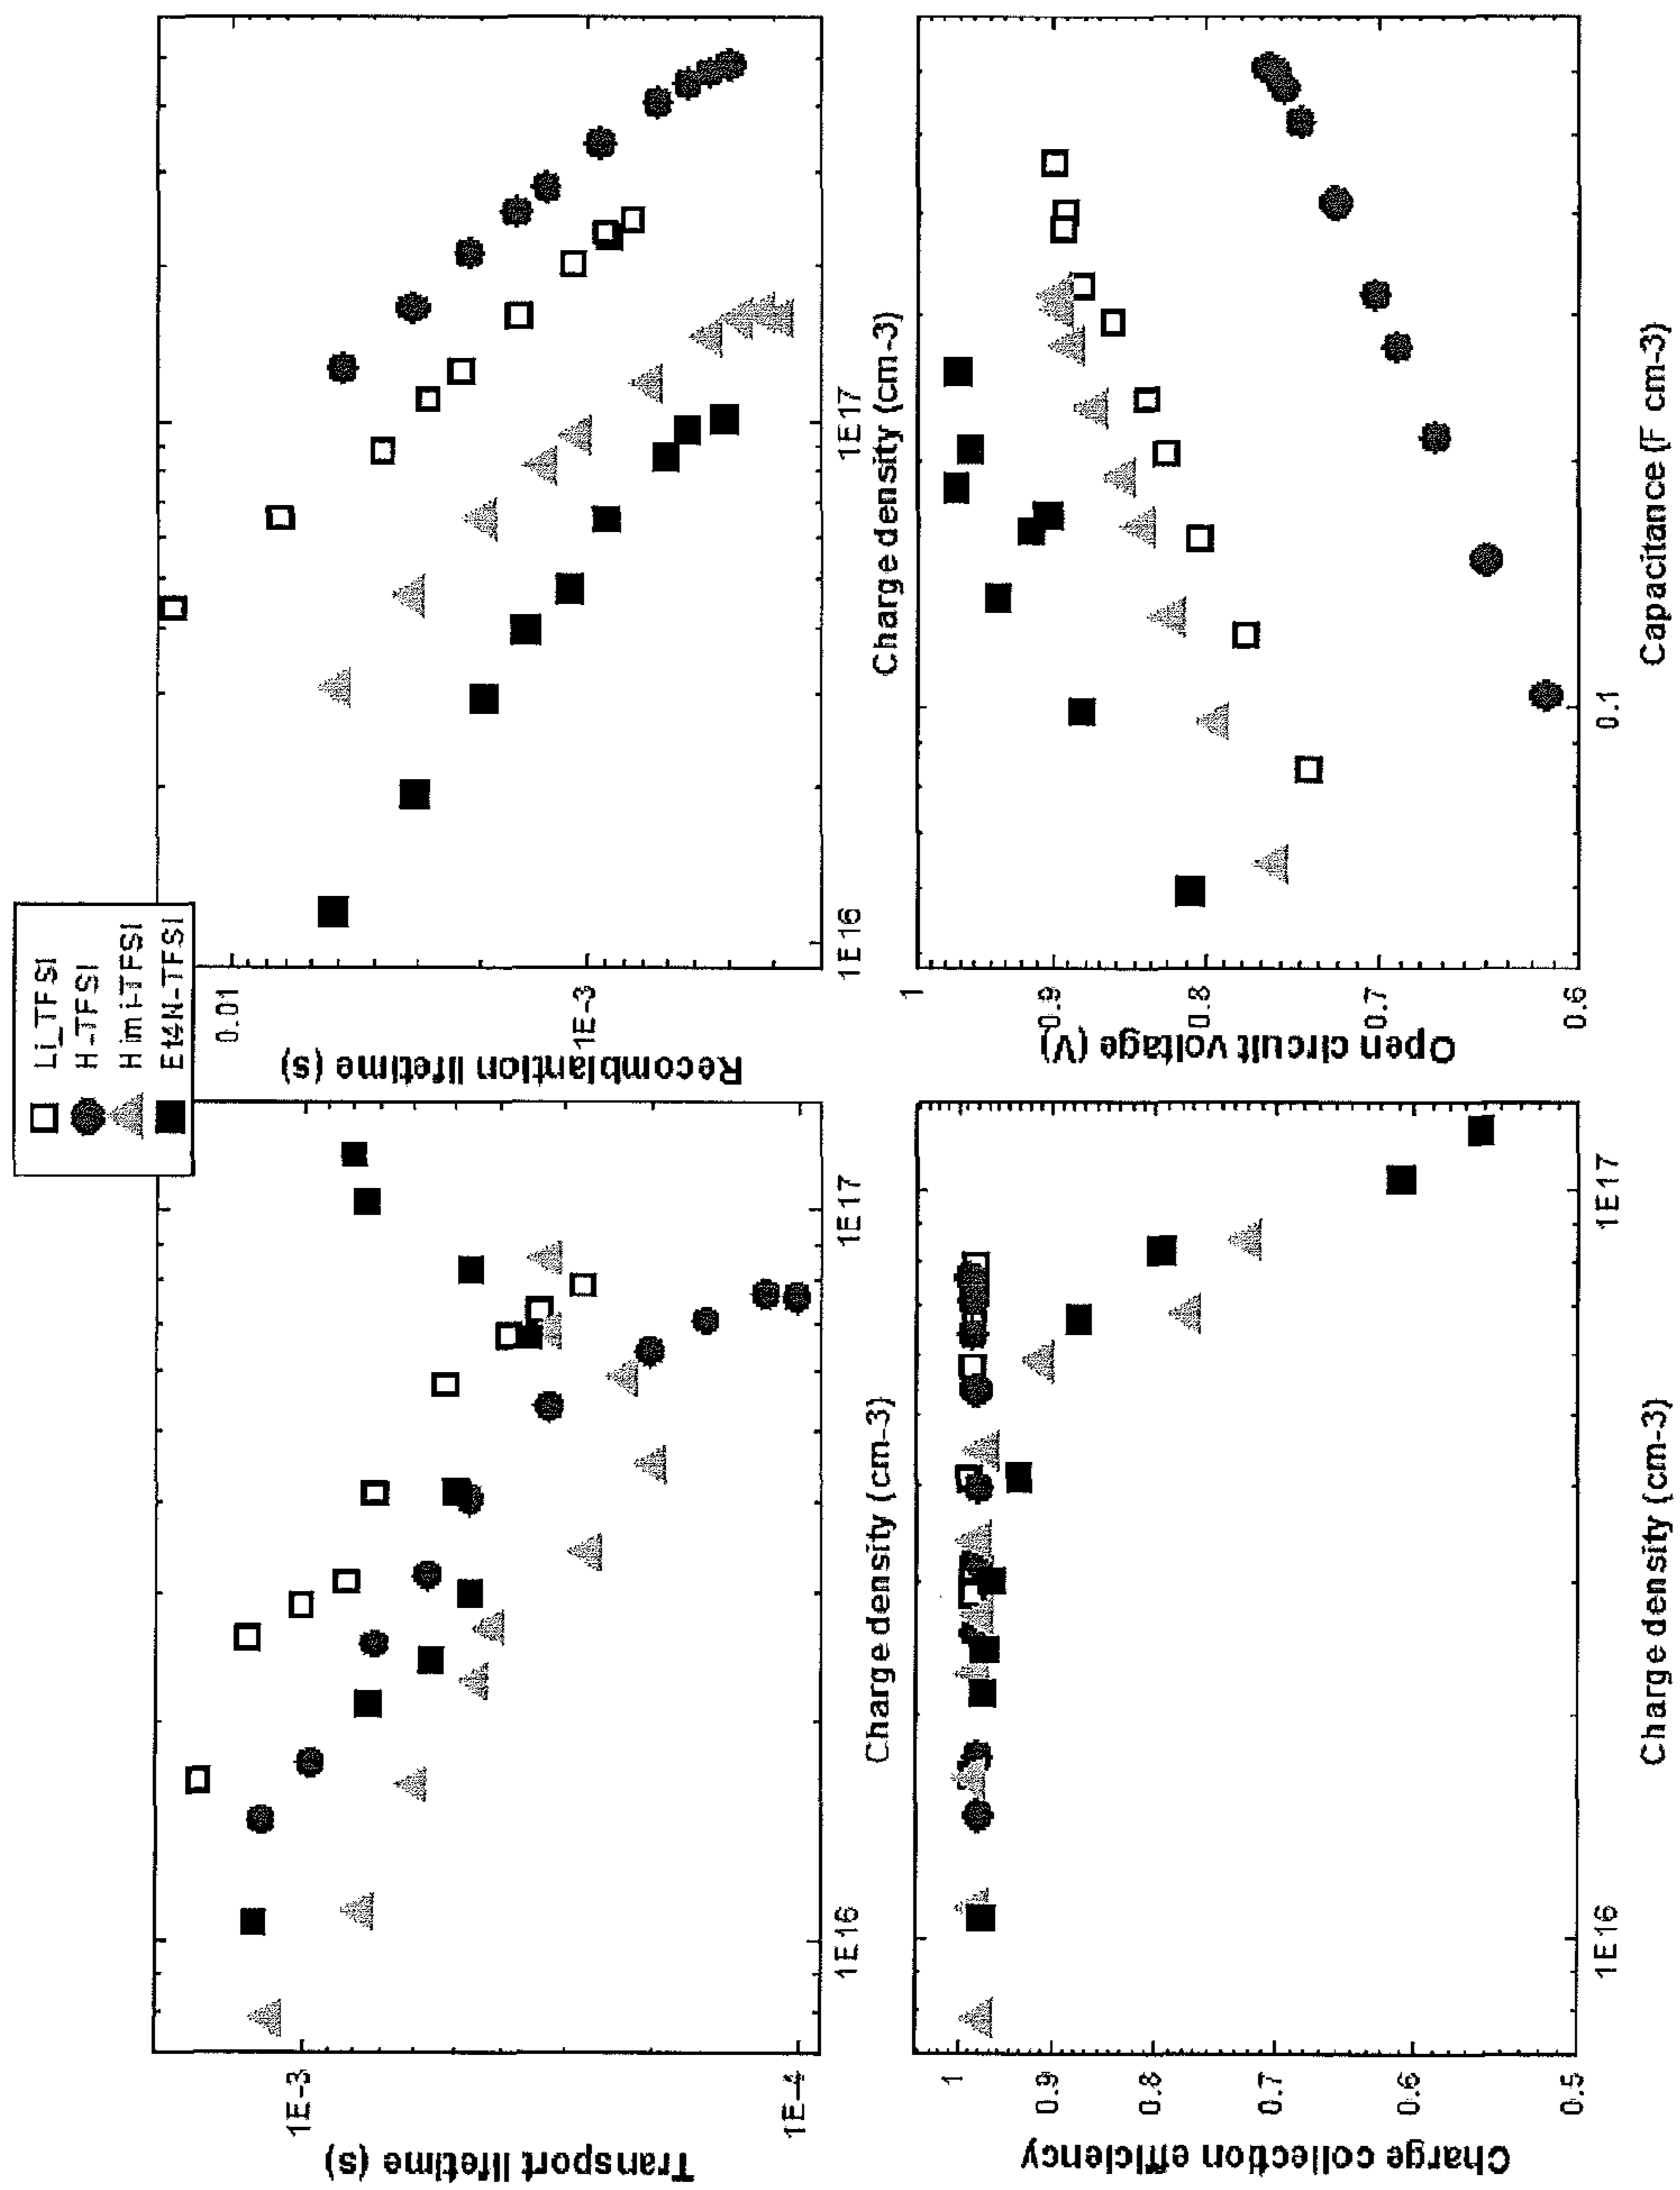 Li_TFSI
H-TFSI
Himi-TFSI
Et4N-TFSI
Transport lifetime (s)
1E-3
1E-4
1E16
1E17
Charge density (cm-3)
Recombiantion lifetime (s)
0.01
1E-3
1E16
1E17
Charge density (cm-3)
Charge collection efficiency
1
0.9
0.8
0.7
0.6
0.5
1E16
1E17
Charge density (cm-3)
Open circuit voltage (V)
1
0.9
0.8
0.7
0.6
0.1
Capacitance (F cm-3)